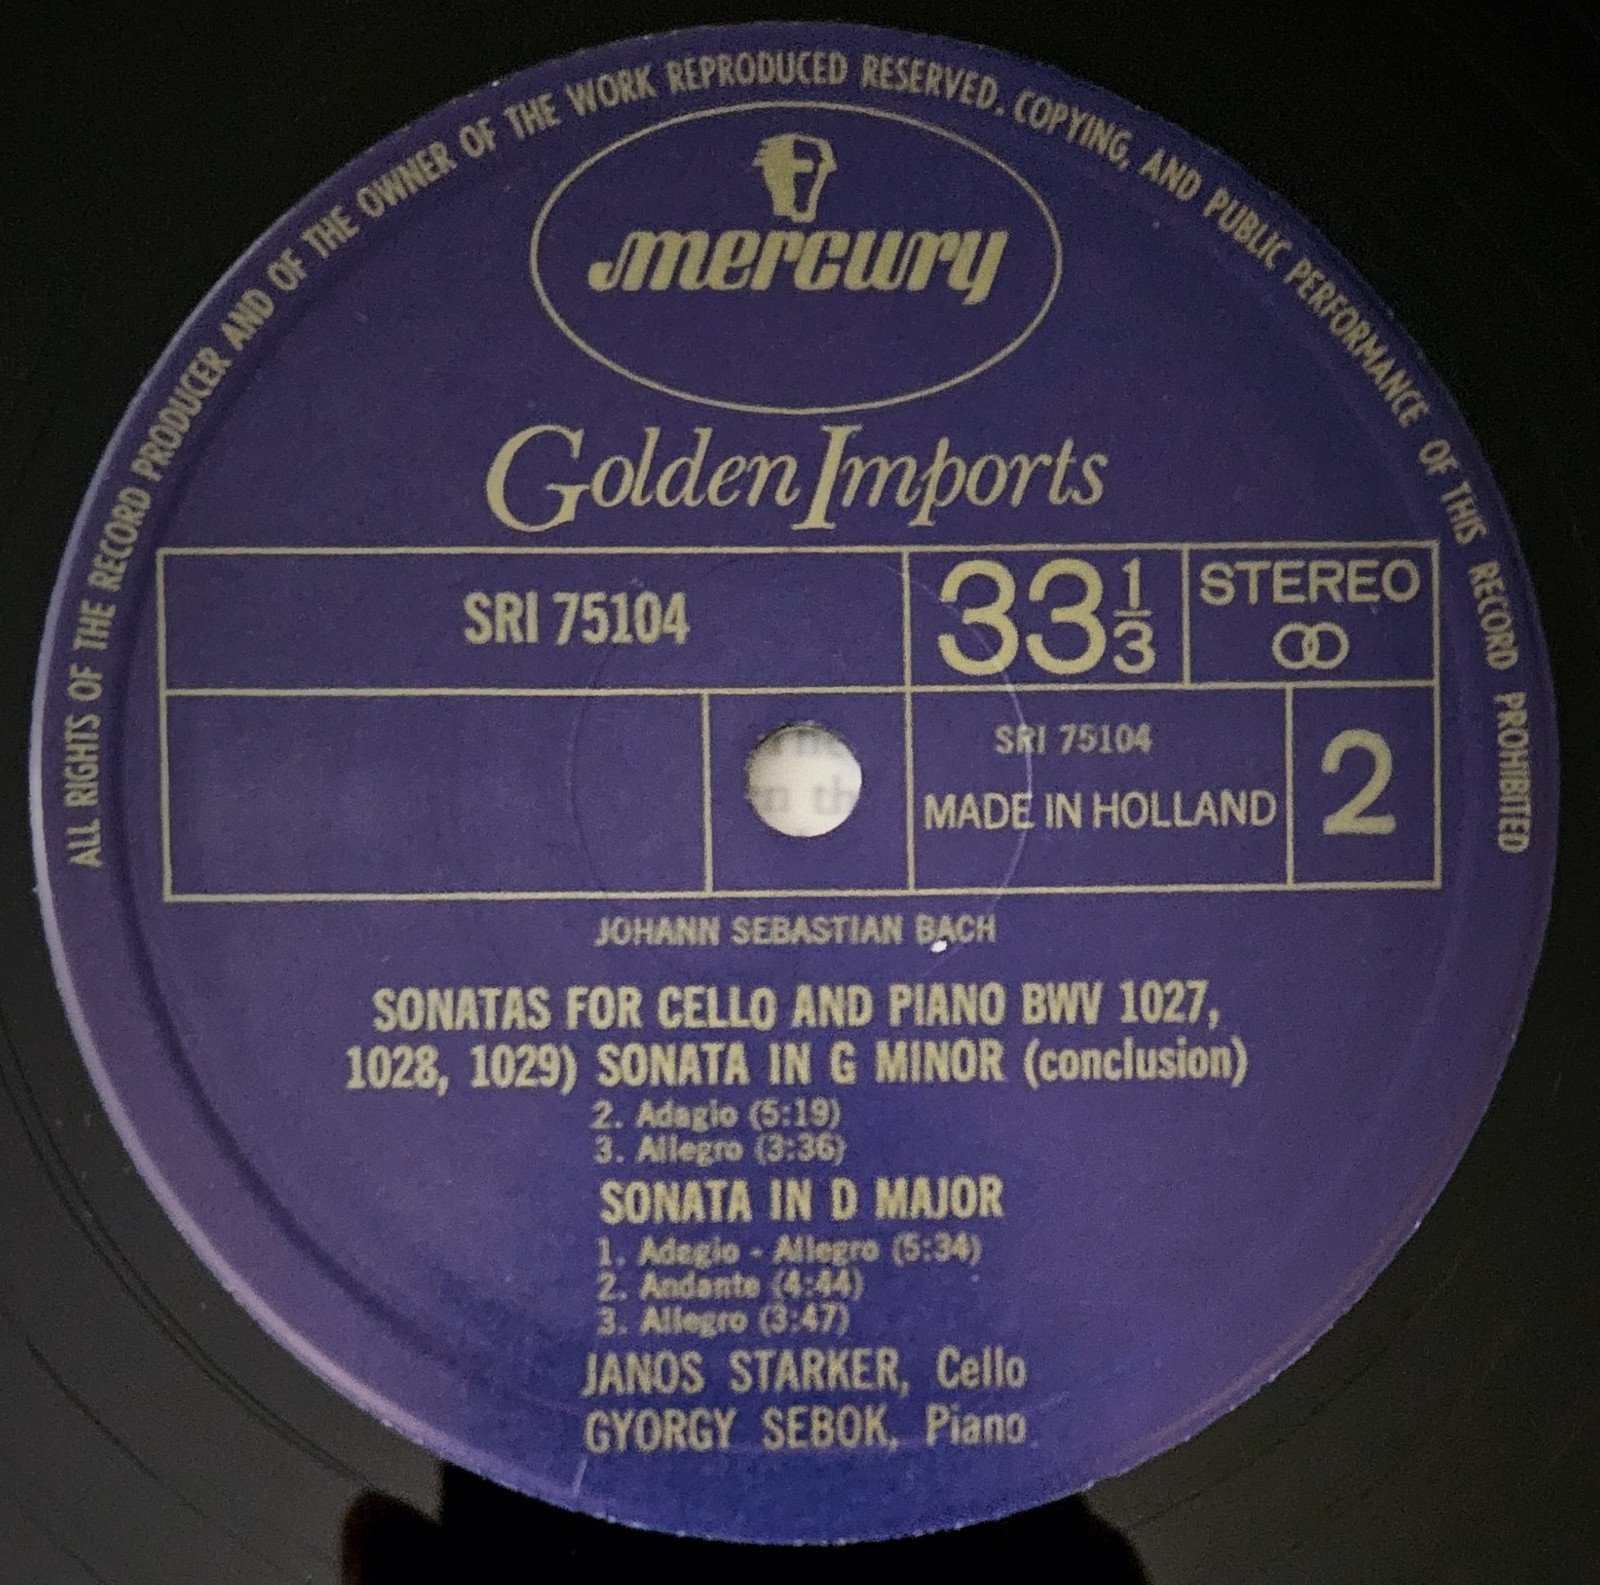 ALL RIGHTS OF THE RECORD PRODUCER AND OF THE OWNER OF THE WORK REPRODUCED RESERVED. COPYING, AND PUBLIC PERFORMANCE OF THIS RECORD PROHIBITED
mercury
Golden Imports
SRI 75104
33 1/3
STEREO
SRI 75104
MADE IN HOLLAND
2
JOHANN SEBASTIAN BACH
SONATAS FOR CELLO AND PIANO BWV 1027,
1028, 1029) SONATA IN G MINOR (conclusion)
2. Adagio (5:19)
3. Allegro (3:36)
SONATA IN D MAJOR
1. Adagio - Allegro (5:34)
2. Andante (4:44)
3. Allegro (3:47)
JANOS STARKER, Cello
GYORGY SEBOK, Piano